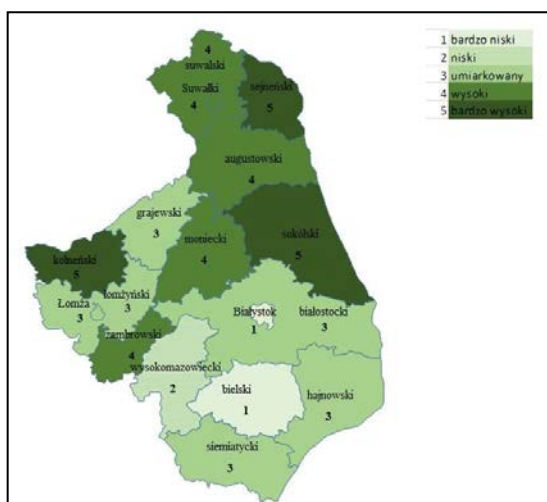 1 bardzo niski
2 niski
3 umiarkowany
4 wysoki
5 bardzo wysoki
4
suwalski
Suwałki
4
sejneński
5
augustowski
4
grajewski
3
moniecki
4
sukólski
5
kolneński
5
Łomża
3
łomżyński
3
zambrowski
4
Białystok
1
białostocki
3
wysokomazowiecki
2
bielski
1
hajnowski
3
siemiatycki
3